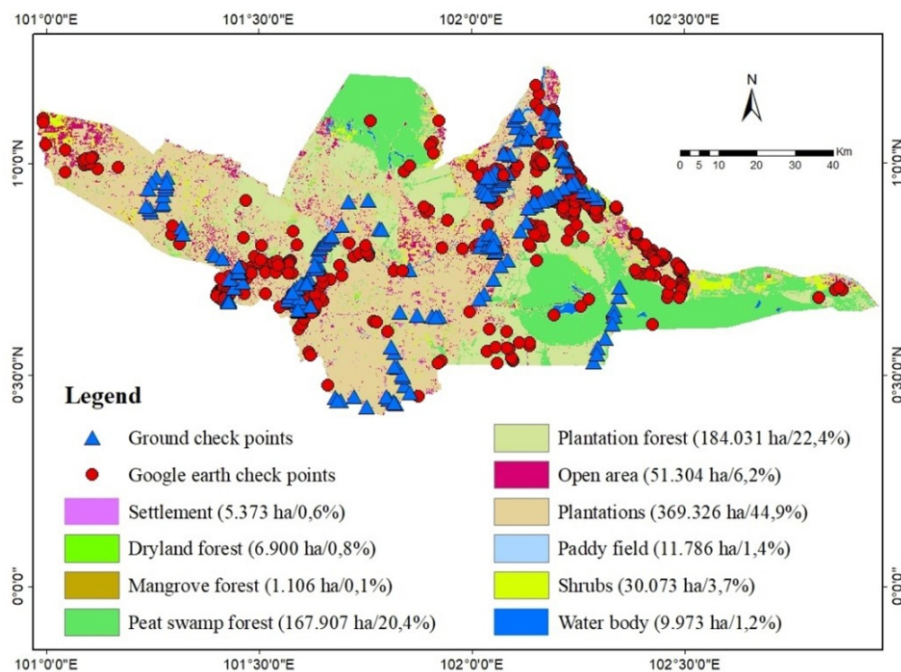 101°0'0"E 101°30'0"E 102°0'0"E 102°30'0"E
N
Km
0 5 10 20 30 40
1°0'0"N 1°0'0"N
0°30'0"N 0°30'0"N
0°0'0" 0°0'0"
Legend
Ground check points
Google earth check points
Settlement (5.373 ha/0,6%)
Dryland forest (6.900 ha/0,8%)
Mangrove forest (1.106 ha/0,1%)
Peat swamp forest (167.907 ha/20,4%)
Plantation forest (184.031 ha/22,4%)
Open area (51.304 ha/6,2%)
Plantations (369.326 ha/44,9%)
Paddy field (11.786 ha/1,4%)
Shrubs (30.073 ha/3,7%)
Water body (9.973 ha/1,2%)
101°0'0"E 101°30'0"E 102°0'0"E 102°30'0"E